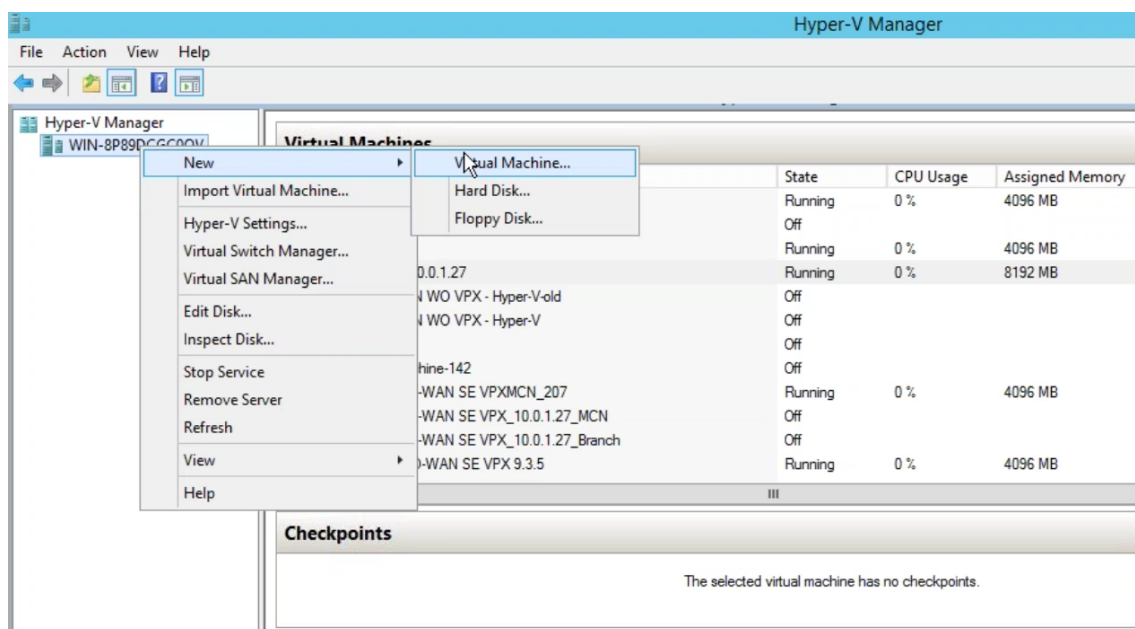 Hyper-V Manager
File Action View Help
Hyper-V Manager
WIN-8P89DCGC0QV
Virtual Machines
New
Virtual Machine...
Import Virtual Machine...
Hard Disk...
Floppy Disk...
Hyper-V Settings...
Virtual Switch Manager...
Virtual SAN Manager...
Edit Disk...
Inspect Disk...
Stop Service
Remove Server
Refresh
View
Help
State CPU Usage Assigned Memory
Running 0 % 4096 MB
Off
Running 0 % 4096 MB
0.0.1.27 Running 0 % 8192 MB
WO VPX - Hyper-V-old Off
WO VPX - Hyper-V Off
Off
hine-142 Off
-WAN SE VPXMCN_207 Running 0 % 4096 MB
-WAN SE VPX_10.0.1.27_MCN Off
-WAN SE VPX_10.0.1.27_Branch Off
-WAN SE VPX 9.3.5 Running 0 % 4096 MB
Checkpoints
The selected virtual machine has no checkpoints.